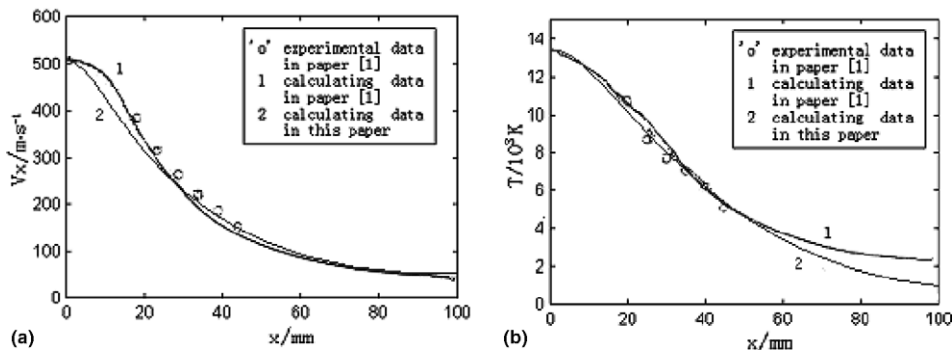 600
500
400
300
200
100
0
Vx/m·s⁻¹
1
2
'o' experimental data
in paper [1]
1 calculating data
in paper [1]
2 calculating data
in this paper
0 20 40 60 80 100
x/mm
(a)
14
12
10
8
6
4
2
0
T/10³K
'o' experimental data
in paper [1]
1 calculating data
in paper [1]
2 calculating data
in this paper
1
2
0 20 40 60 80 100
x/mm
(b)